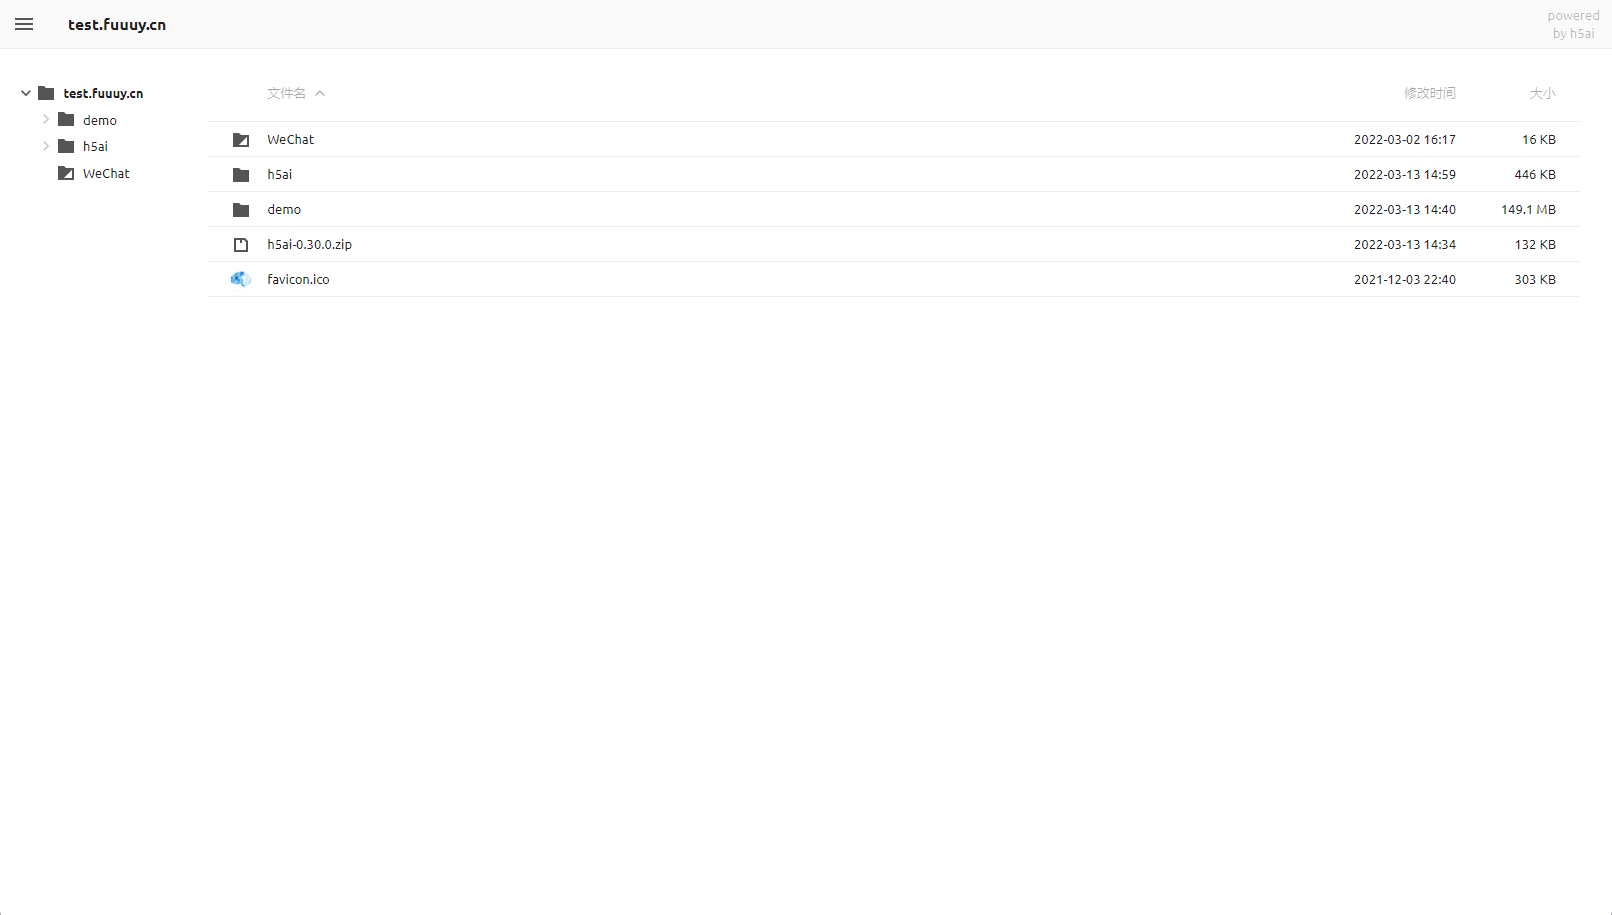 test.fuuuy.cn
powered
by h5ai
test.fuuuy.cn
demo
h5ai
WeChat
文件名 修改时间 大小
WeChat 2022-03-02 16:17 16 KB
h5ai 2022-03-13 14:59 446 KB
demo 2022-03-13 14:40 149.1 MB
h5ai-0.30.0.zip 2022-03-13 14:34 132 KB
favicon.ico 2021-12-03 22:40 303 KB